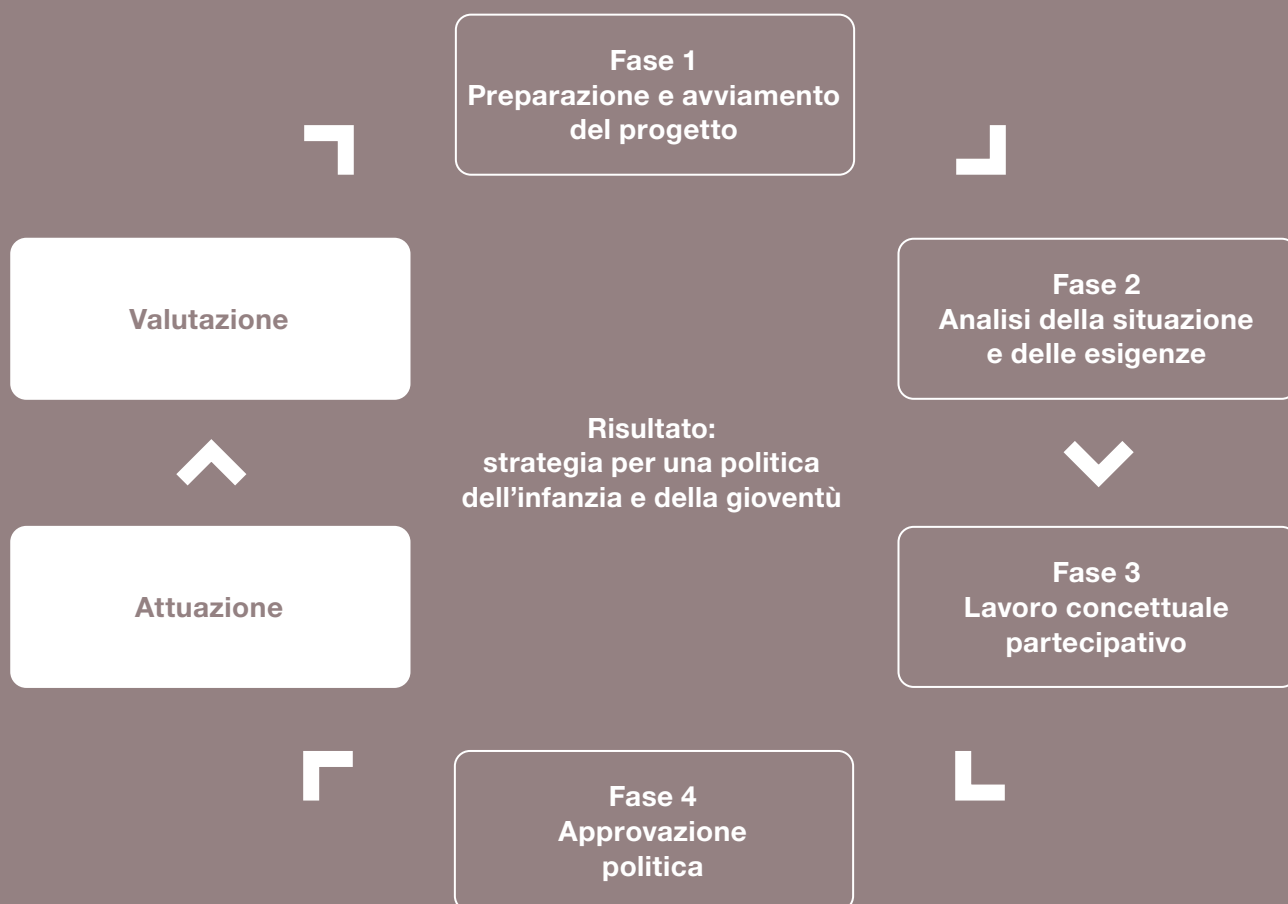 Fase 1
Preparazione e avviamento
del progetto
Fase 2
Analisi della situazione
e delle esigenze
Fase 3
Lavoro concettuale
partecipativo
Fase 4
Approvazione
politica
Attuazione
Valutazione
Risultato:
strategia per una politica
dell’infanzia e della gioventù